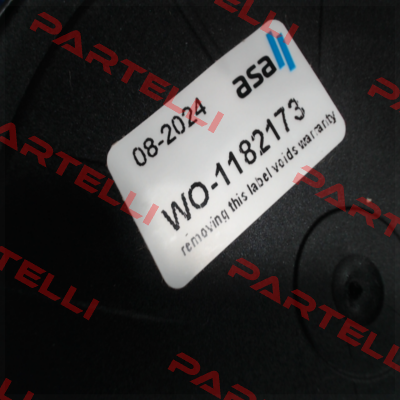 asa
08-2024
WO-1182173
removing this label voids warranty
PARTELLI
PARTELLI
PARTELLI
PARTELLI
PARTELLI
PARTELLI